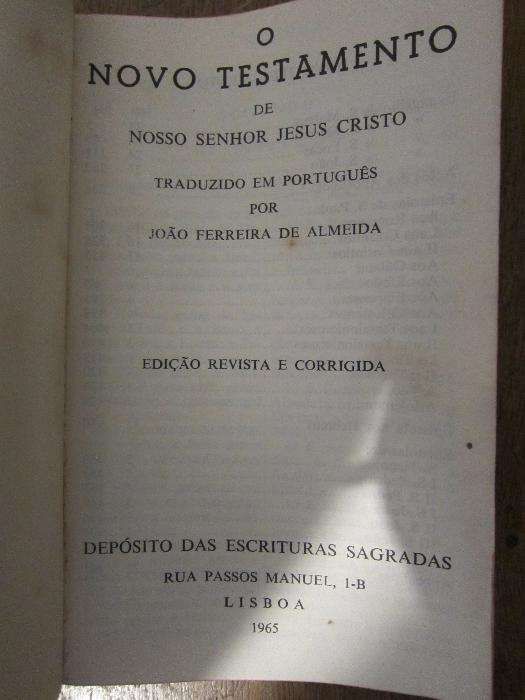 O
NOVO TESTAMENTO
DE
NOSSO SENHOR JESUS CRISTO
TRADUZIDO EM PORTUGUÊS
POR
JOÃO FERREIRA DE ALMEIDA
EDIÇÃO REVISTA E CORRIGIDA
DEPÓSITO DAS ESCRITURAS SAGRADAS
RUA PASSOS MANUEL, 1-B
LISBOA
1965